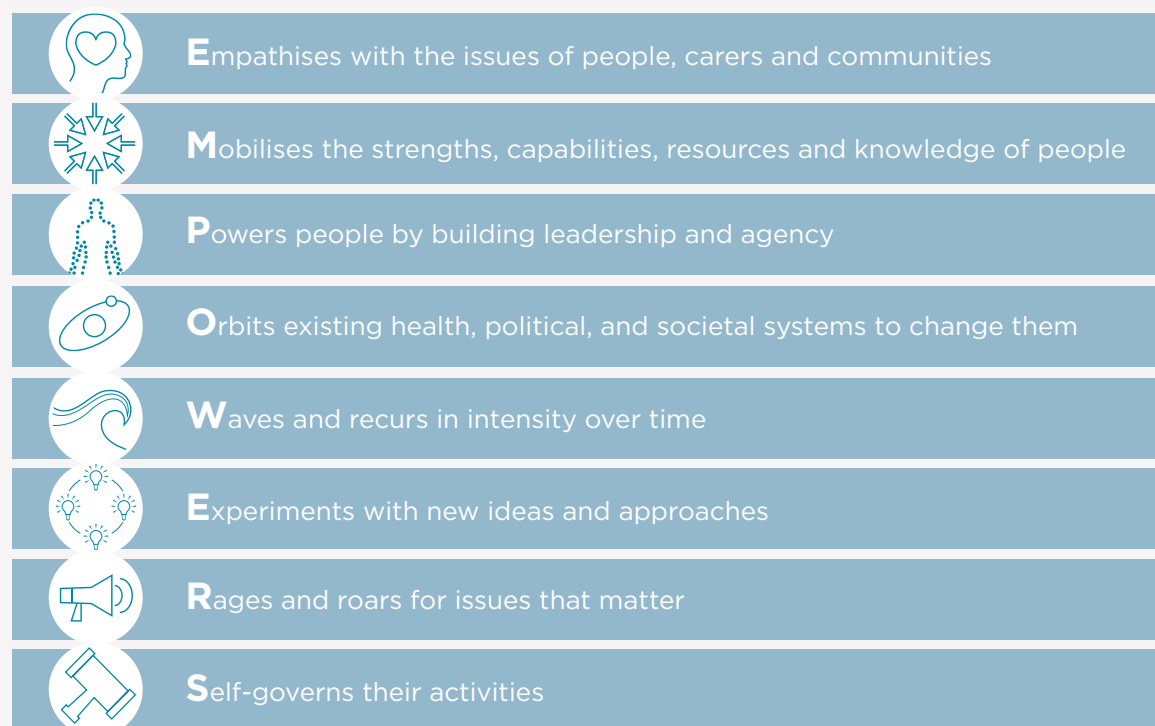 Empathises with the issues of people, carers and communities
Mobilises the strengths, capabilities, resources and knowledge of people
Powers people by building leadership and agency
Orbits existing health, political, and societal systems to change them
Waves and recurs in intensity over time
Experiments with new ideas and approaches
Rages and roars for issues that matter
Self-governs their activities